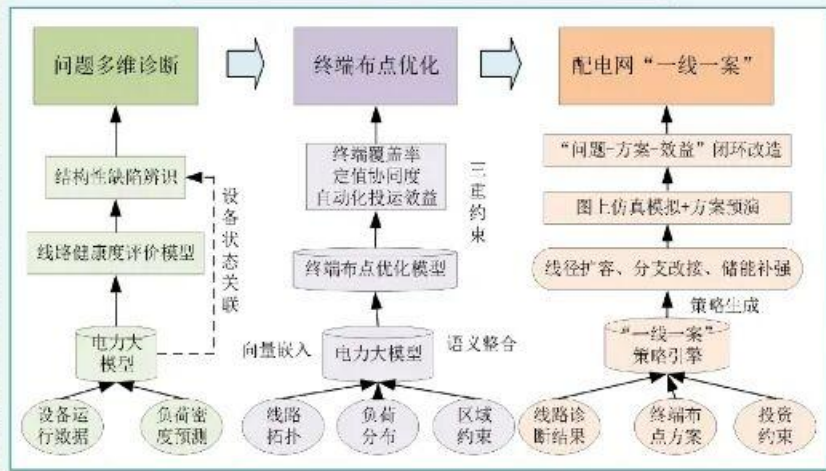 问题多维诊断
结构性缺陷辨识
线路健康度评价模型
设备状态关联
电力大
模型
设备运
行数据
负荷密
度预测
终端布点优化
终端覆盖率
定值协同度
自动化投运效益
三重约束
终端布点优化模型
向量嵌入
电力大模型
语义整合
线路
拓扑
负荷
分布
区域
约束
配电网“一线一案”
“问题-方案-效益”闭环改造
图上仿真模拟+方案预演
线径扩容、分支改接、储能补强
策略生成
“一线一案”
策略引擎
线路诊
断结果
终端布
点方案
投资
约束